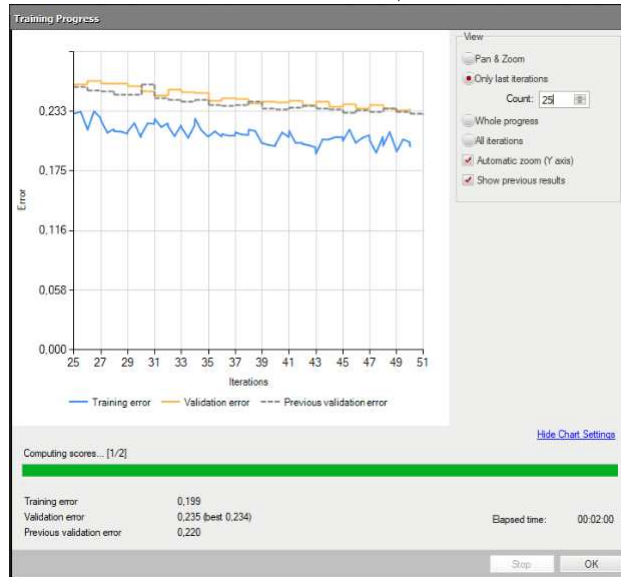 Training Progress
View
Pan & Zoom
Only last iterations
Count: 25
Whole progress
All iterations
Automatic zoom (Y axis)
Show previous results
Error
0,233
0,175
0,116
0,058
0,000
25 27 29 31 33 35 37 39 41 43 45 47 49 51
Iterations
Training error Validation error Previous validation error
Hide Chart Settings
Computing scores... [1/2]
Training error 0,199
Validation error 0,235 (best 0,234)
Previous validation error 0,220
Elapsed time: 00:02:00
Stop OK